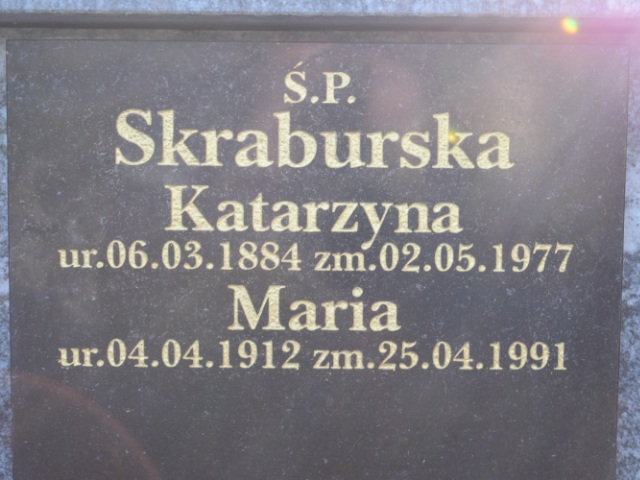 Ś.P.
Skraburska
Katarzyna
ur.06.03.1884 zm.02.05.1977
Maria
ur.04.04.1912 zm.25.04.1991